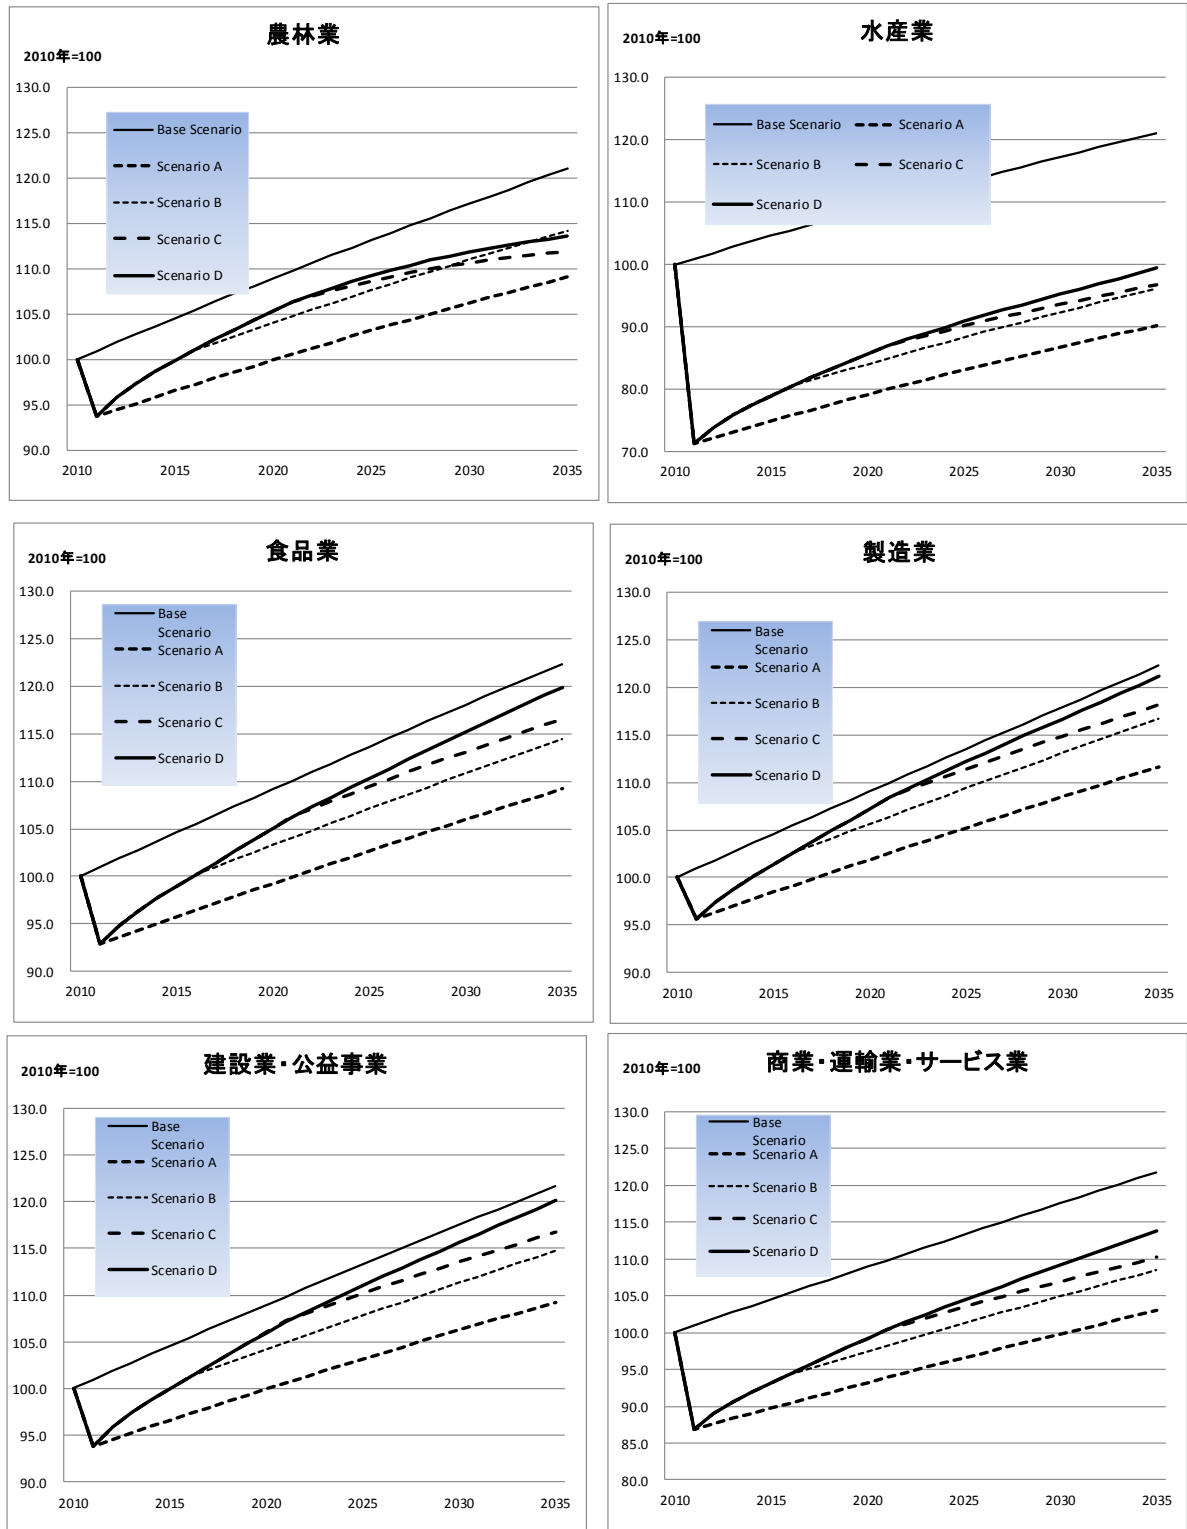 農林業
2010年=100
130.0
125.0
120.0
115.0
110.0
105.0
100.0
95.0
90.0
Base Scenario
Scenario A
Scenario B
Scenario C
Scenario D
2010 2015 2020 2025 2030 2035
水産業
2010年=100
130.0
120.0
110.0
100.0
90.0
80.0
70.0
Base Scenario Scenario A
Scenario B Scenario C
Scenario D
2010 2015 2020 2025 2030 2035
食品業
2010年=100
130.0
125.0
120.0
115.0
110.0
105.0
100.0
95.0
90.0
Base
Scenario
Scenario A
Scenario B
Scenario C
Scenario D
2010 2015 2020 2025 2030 2035
製造業
2010年=100
130.0
125.0
120.0
115.0
110.0
105.0
100.0
95.0
90.0
Base
Scenario
Scenario A
Scenario B
Scenario C
Scenario D
2010 2015 2020 2025 2030 2035
建設業・公益事業
2010年=100
130.0
125.0
120.0
115.0
110.0
105.0
100.0
95.0
90.0
Base
Scenario
Scenario A
Scenario B
Scenario C
Scenario D
2010 2015 2020 2025 2030 2035
商業・運輸業・サービス業
2010年=100
130.0
125.0
120.0
115.0
110.0
105.0
100.0
95.0
90.0
85.0
80.0
Base
Scenario
Scenario A
Scenario B
Scenario C
Scenario D
2010 2015 2020 2025 2030 2035